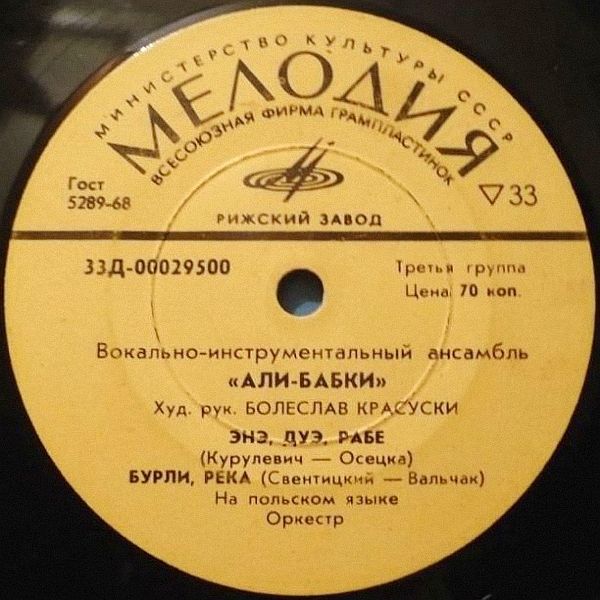 МИНИСТЕРСТВО КУЛЬТУРЫ СССР
МЕЛОДИЯ
ВСЕСОЮЗНАЯ ФИРМА ГРАМПЛАСТИНОК
Гост
5289-68
▽33
РИЖСКИЙ ЗАВОД
33Д-00029500
Третья группа
Цена 70 коп.
Вокально-инструментальный ансамбль
«АЛИ-БАБКИ»
Худ. рук. БОЛЕСЛАВ КРАСУСКИ
ЭНЭ, ДУЭ, РАБЕ
(Курулевич — Осецка)
БУРЛИ, РЕКА (Свентицкий — Вальчак)
На польском языке
Оркестр